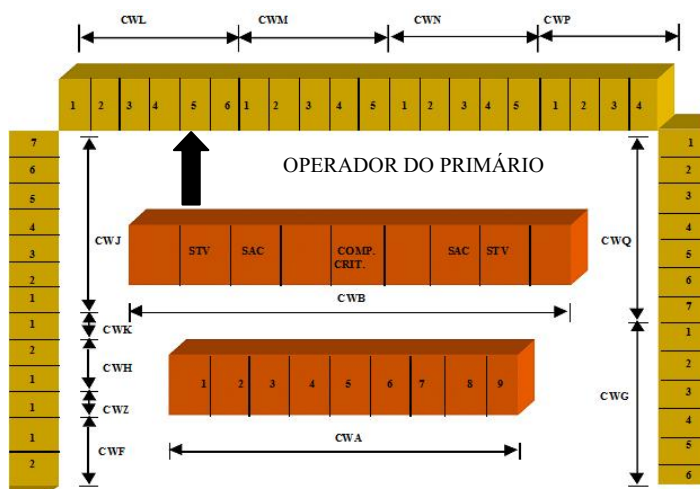 CWL CWM CWN CWP
1 2 3 4 5 6 1 2 3 4 5 1 2 3 4 5 1 2 3 4
OPERADOR DO PRIMÁRIO
7
6
5
4
3
2
1
1
2
1
1
1
2
CWJ
CWK
CWH
CWZ
CWF
STV SAC COMP. CRIT. SAC STV
CWB
1 2 3 4 5 6 7 8 9
CWA
CWQ
CWG
1
2
3
4
5
6
7
1
2
3
4
5
6